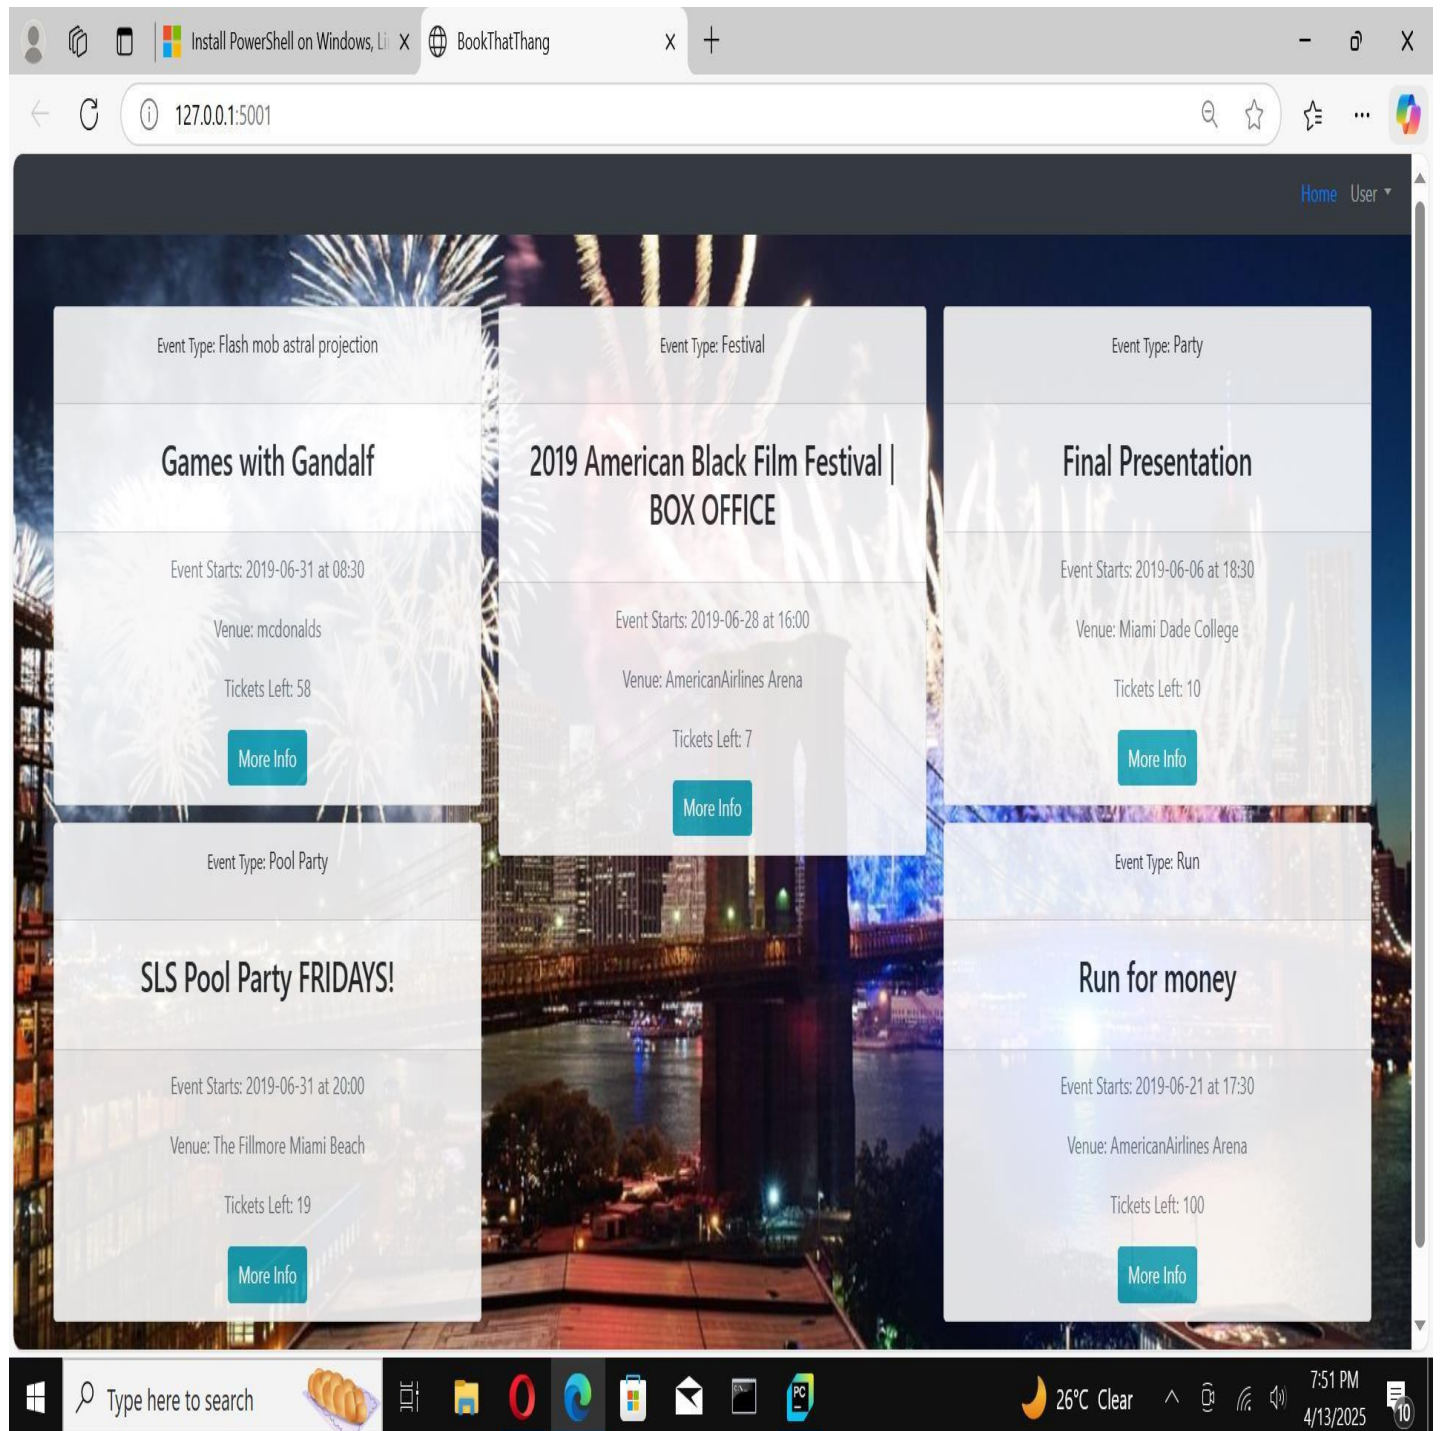 Install PowerShell on Windows, Li
BookThatThang
127.0.0.1:5001
Home User
Event Type: Flash mob astral projection
Games with Gandalf
Event Starts: 2019-06-31 at 08:30
Venue: mcdonalds
Tickets Left: 58
More Info
Event Type: Festival
2019 American Black Film Festival |
BOX OFFICE
Event Starts: 2019-06-28 at 16:00
Venue: AmericanAirlines Arena
Tickets Left: 7
More Info
Event Type: Party
Final Presentation
Event Starts: 2019-06-06 at 18:30
Venue: Miami Dade College
Tickets Left: 10
More Info
Event Type: Pool Party
SLS Pool Party FRIDAYS!
Event Starts: 2019-06-31 at 20:00
Venue: The Fillmore Miami Beach
Tickets Left: 19
More Info
Event Type: Run
Run for money
Event Starts: 2019-06-21 at 17:30
Venue: AmericanAirlines Arena
Tickets Left: 100
More Info
Type here to search
PC
26°C Clear
7:51 PM
4/13/2025
10